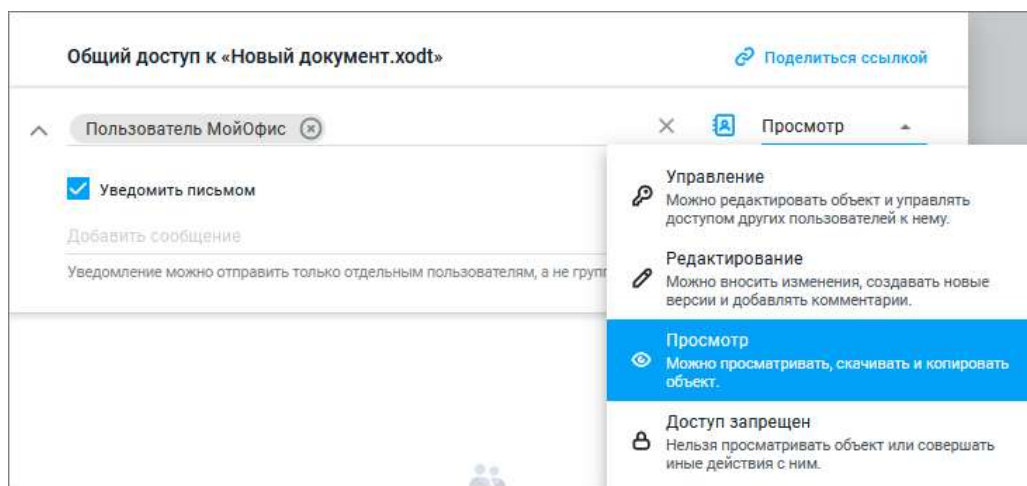 Общий доступ к «Новый документ.xodt»
Поделиться ссылкой
Пользователь МойОфис
Просмотр
Уведомить письмом
Добавить сообщение
Уведомление можно отправить только отдельным пользователям, а не
Управление
Можно редактировать объект и управлять
доступом других пользователей к нему.
Редактирование
Можно вносить изменения, создавать новые
версии и добавлять комментарии.
Просмотр
Можно просматривать, скачивать и копировать
объект.
Доступ запрещен
Нельзя просматривать объект или совершать
иные действия с ним.